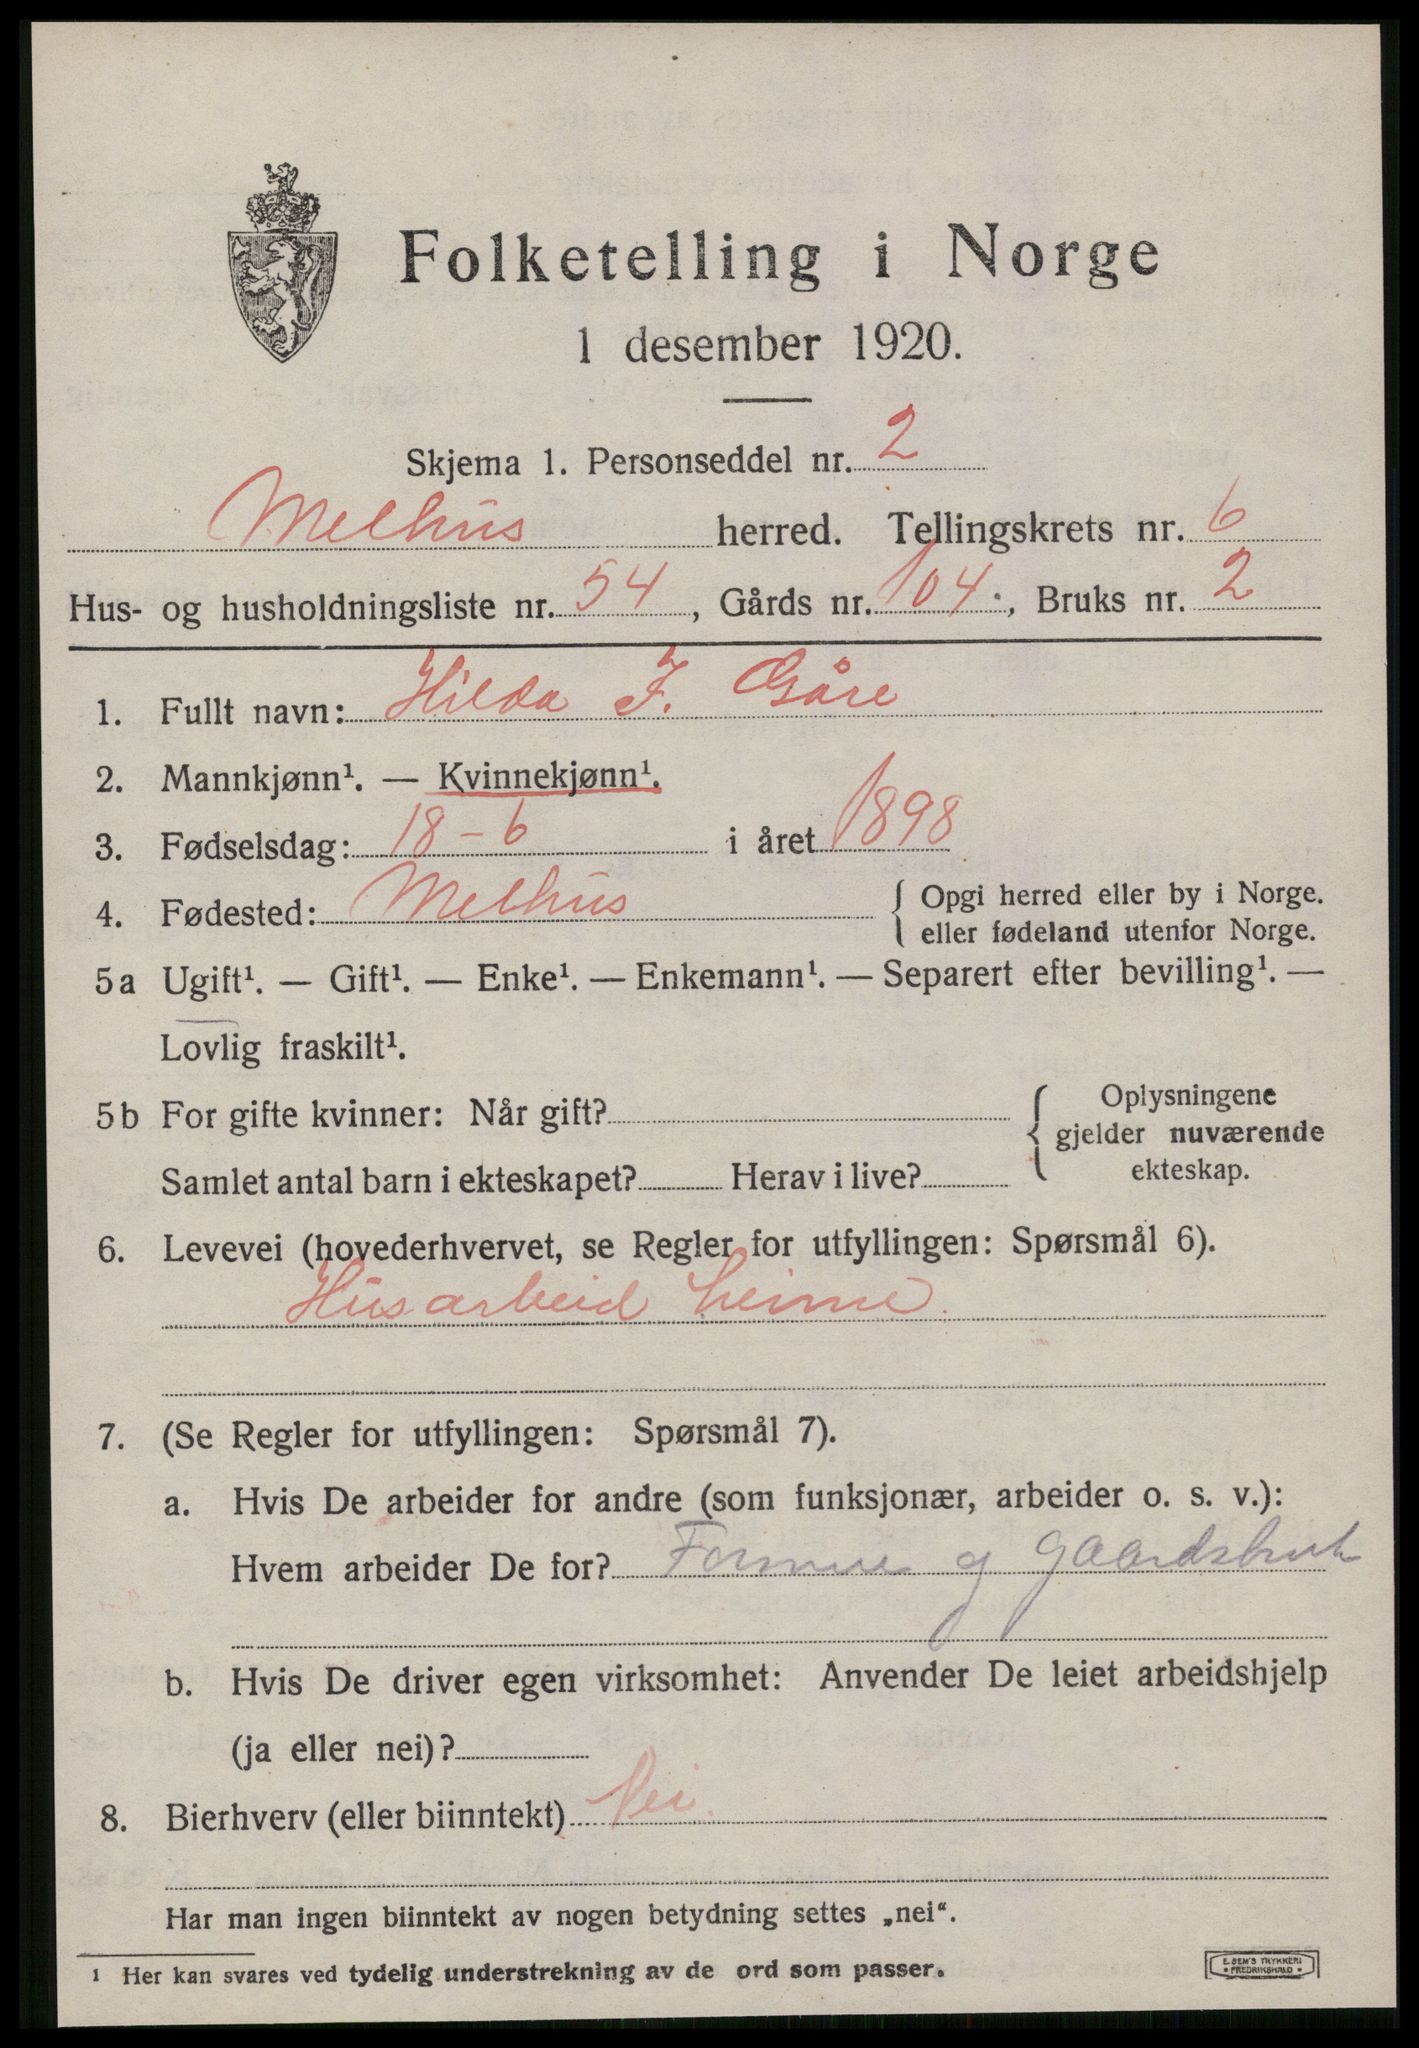 Folketelling i Norge
1 desember 1920.
Skjema 1. Personseddel nr. 2
Melhus herred. Tellingskrets nr. 6
Hus- og husholdningsliste nr. 54, Gårds nr. 104., Bruks nr. 2
1. Fullt navn: Hilda F. Gåre
2. Mannkjønn¹. — Kvinnekjønn¹.
3. Fødselsdag: 18-6 i året 1898
4. Fødested: Melhus { Opgi herred eller by i Norge.
eller fødeland utenfor Norge.
5a Ugift¹. — Gift¹. — Enke¹. — Enkemann¹. — Separert efter bevilling¹. —
Lovlig fraskilt¹.
5b For gifte kvinner: Når gift? { Oplysningene
gjelder nuværende
Samlet antal barn i ekteskapet? Herav i live? ekteskap.
6. Levevei (hovederhvervet, se Regler for utfyllingen: Spørsmål 6).
Husarbeid heime.
7. (Se Regler for utfyllingen: Spørsmål 7).
a. Hvis De arbeider for andre (som funksjonær, arbeider o. s. v.):
Hvem arbeider De for? Formue og gaardsbruk
b. Hvis De driver egen virksomhet: Anvender De leiet arbeidshjelp
(ja eller nei)?
8. Bierhverv (eller biinntekt) Nei.
Har man ingen biinntekt av nogen betydning settes „nei“.
¹ Her kan svares ved tydelig understrekning av de ord som passer.
E. SEM'S TRYKKERI
FREDRIKSHALD